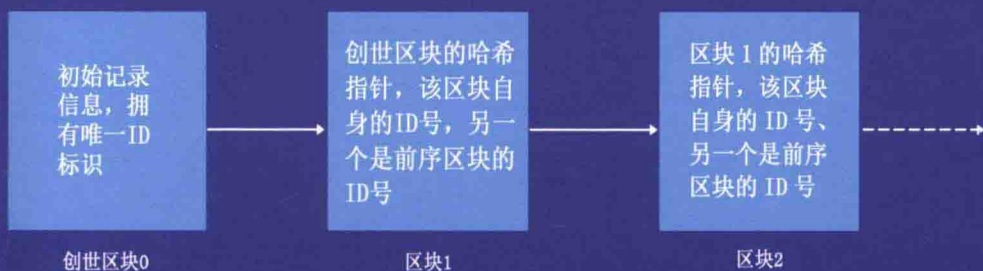 初始记录
信息，拥
有唯一ID
标识
创世区块的哈希
指针，该区块自
身的ID号，另一
个是前序区块的
ID号
区块 1 的哈希
指针，该区块
自身的 ID 号、
另一个是前序
区块的 ID 号
创世区块0
区块1
区块2